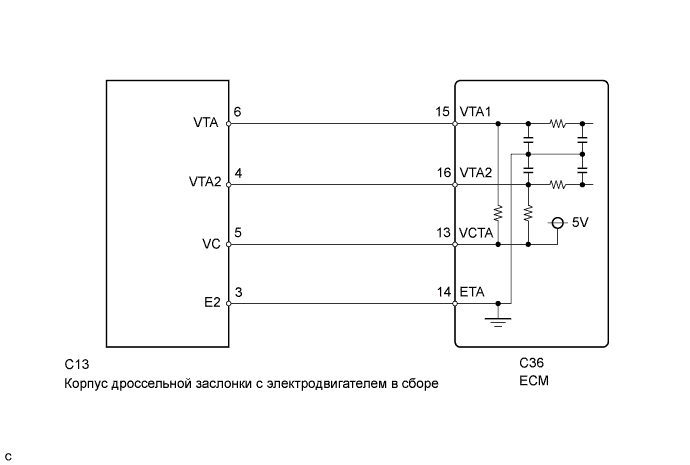 6 15 VTA1
VTA
4 16 VTA2
VTA2
5V
5 13 VCTA
VC
3 14 ETA
E2
C13
Корпус дроссельной заслонки с электродвигателем в сборе
C36
ECM
c